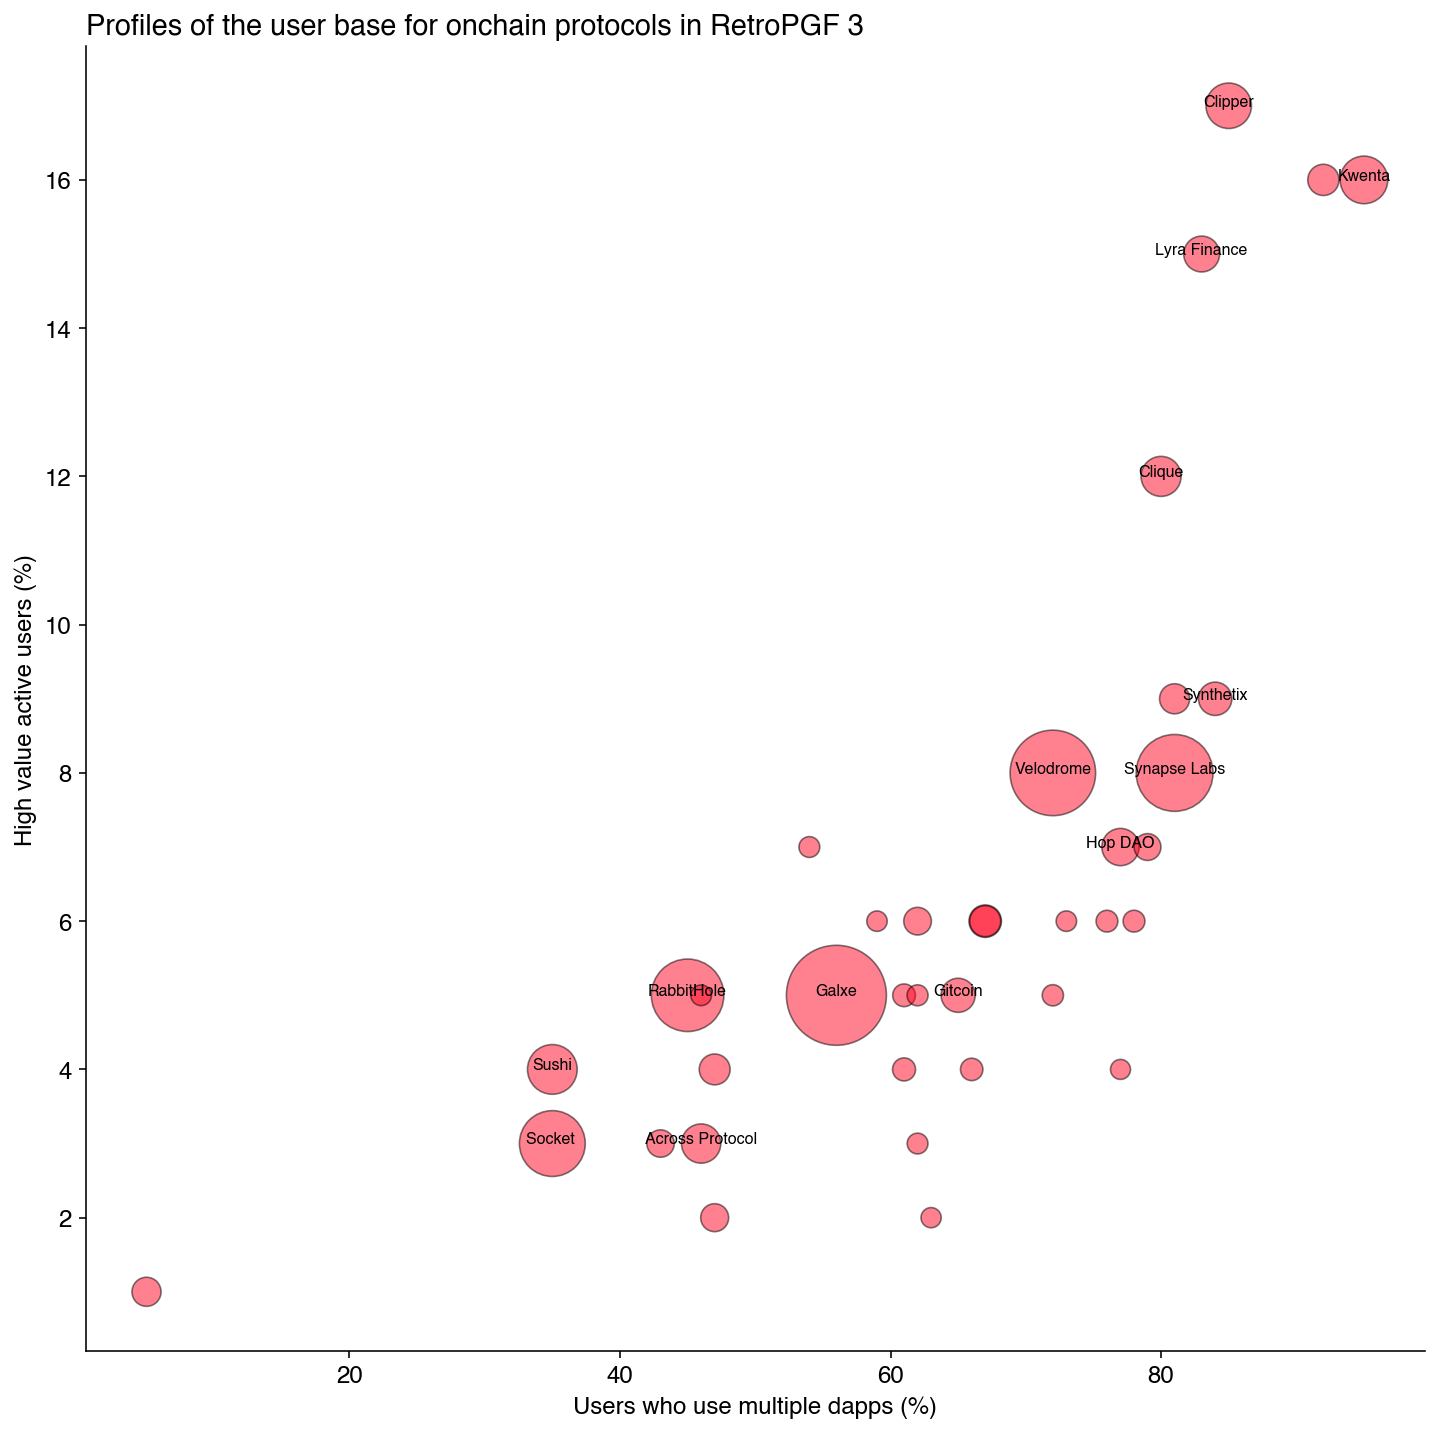 Profiles of the user base for onchain protocols in RetroPGF 3
Clipper
16
Kwenta
Lyra Finance
14
12
Clique
High value active users (%)
10
Synthetix
8
Velodrome
Synapse Labs
Hop DAO
6
RabbitHole
Galxe
Gitcoin
4
Sushi
Socket
Across Protocol
2
20
40
60
80
Users who use multiple dapps (%)